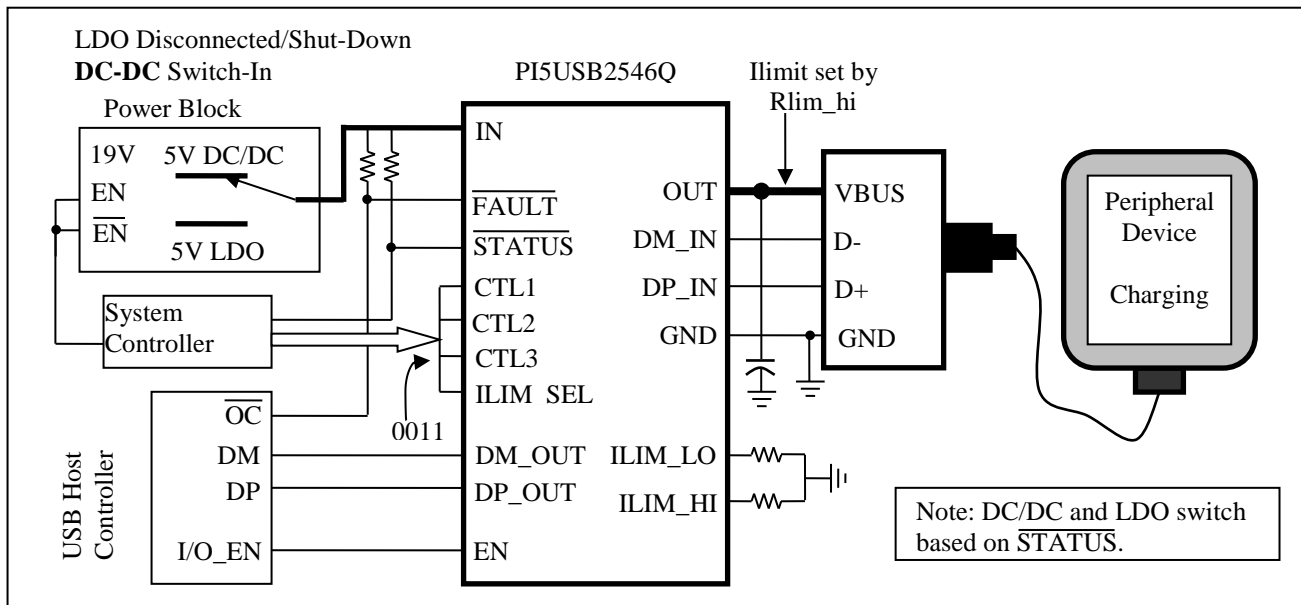 LDO Disconnected/Shut-Down
DC-DC Switch-In
Power Block
19V
5V DC/DC
EN
EN
5V LDO
System
Controller
USB Host
Controller
OC
DM
DP
I/O_EN
0011
PI5USB2546Q
IN
FAULT
STATUS
CTL1
CTL2
CTL3
ILIM SEL
DM_OUT
DP_OUT
EN
OUT
DM_IN
DP_IN
GND
ILIM_LO
ILIM_HI
Ilimit set by
Rlim_hi
VBUS
D-
D+
GND
Peripheral
Device
Charging
Note: DC/DC and LDO switch
based on STATUS.